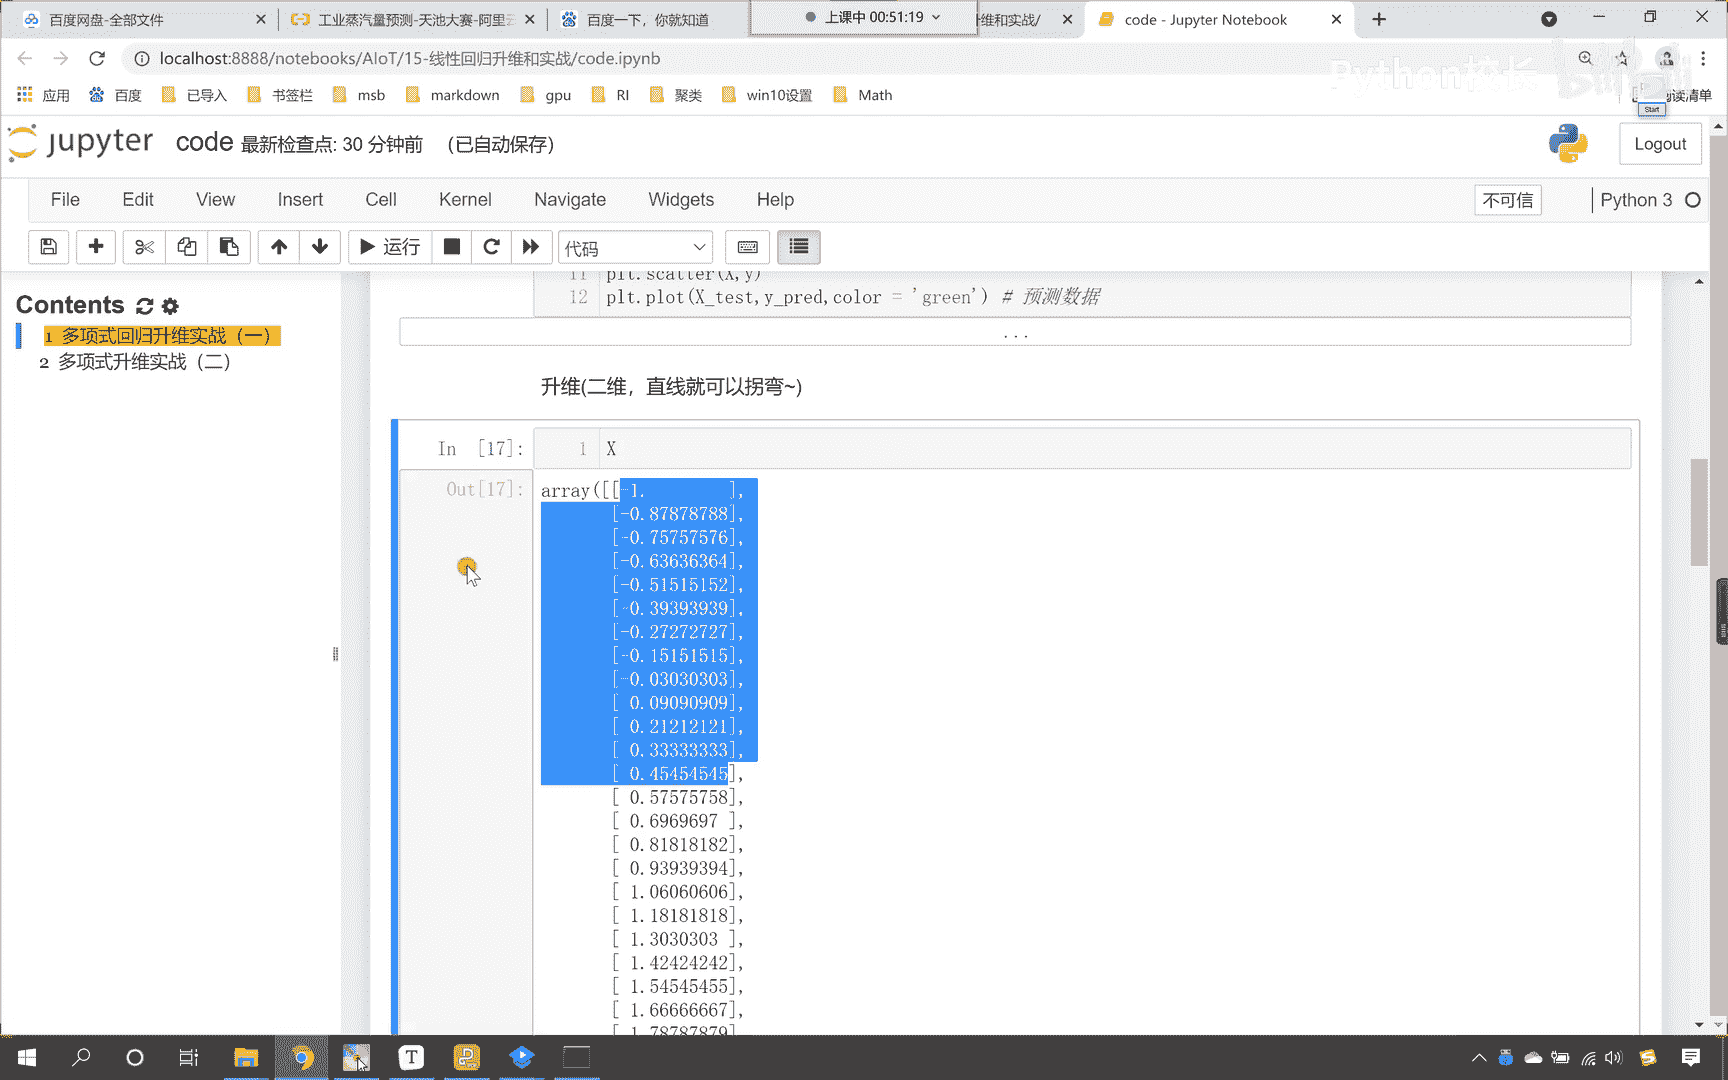 百度网盘-全部文件
工业蒸汽量预测-天池大赛-阿里云
百度一下，你就知道
上课中 00:51:19
维和实战/
code - Jupyter Notebook
localhost:8888/notebooks/AIoT/15-线性回归升维和实战/code.ipynb
Python校长
bilibili
应用 百度 已导入 书签栏 msb markdown gpu RI 聚类 win10设置 Math
阅读清单
Start
jupyter code 最新检查点: 30 分钟前 (已自动保存)
Logout
File Edit View Insert Cell Kernel Navigate Widgets Help
不可信
Python 3
运行
代码
Contents
1 多项式回归升维实战（一）
2 多项式升维实战（二）
11 plt.scatter(X,y)
12 plt.plot(X_test,y_pred,color = 'green') # 预测数据
...
升维(二维，直线就可以拐弯~)
In [17]: 1 X
Out[17]: array([[-1. ],
[-0.87878788],
[-0.75757576],
[-0.63636364],
[-0.51515152],
[-0.39393939],
[-0.27272727],
[-0.15151515],
[-0.03030303],
[ 0.09090909],
[ 0.21212121],
[ 0.33333333],
[ 0.45454545],
[ 0.57575758],
[ 0.6969697 ],
[ 0.81818182],
[ 0.93939394],
[ 1.06060606],
[ 1.18181818],
[ 1.3030303 ],
[ 1.42424242],
[ 1.54545455],
[ 1.66666667],
[ 1.78787879],